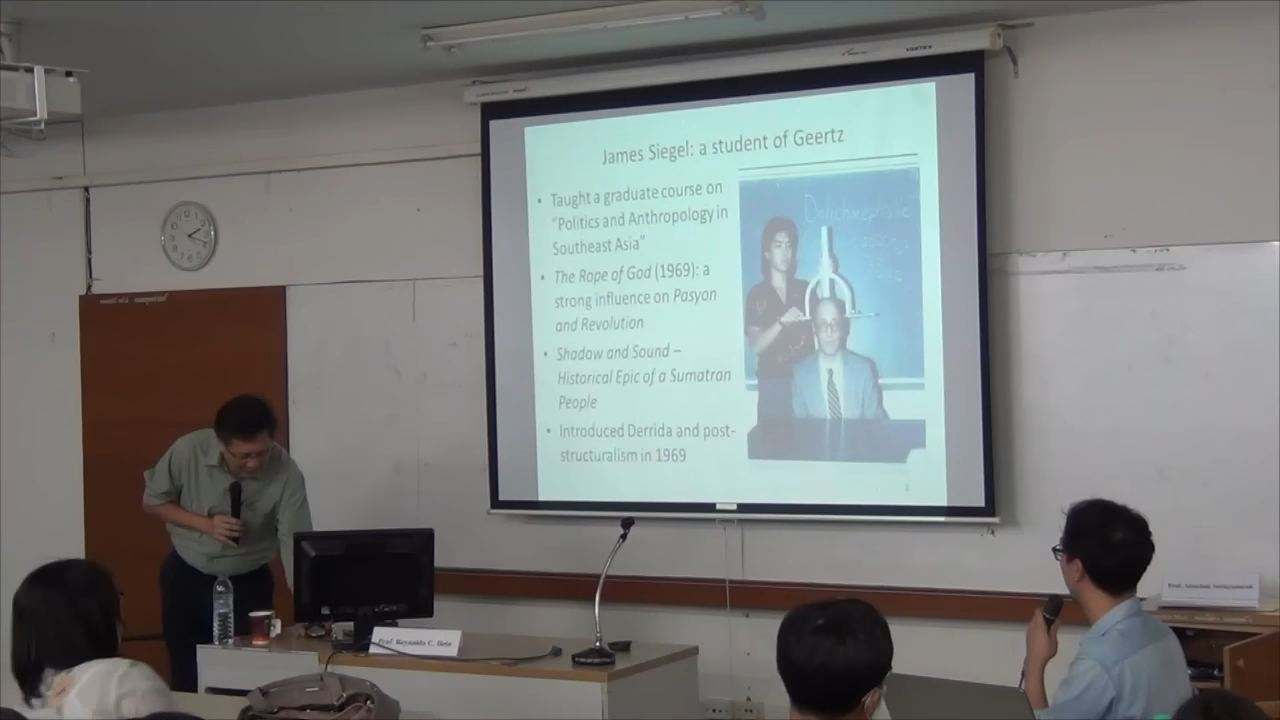 James Siegel: a student of Geertz
• Taught a graduate course on
“Politics and Anthropology in
Southeast Asia”
• The Rope of God (1969): a
strong influence on Pasyon
and Revolution
• Shadow and Sound –
Historical Epic of a Sumatran
People
• Introduced Derrida and post-
structuralism in 1969
Prof. Reynaldo C. Ileto